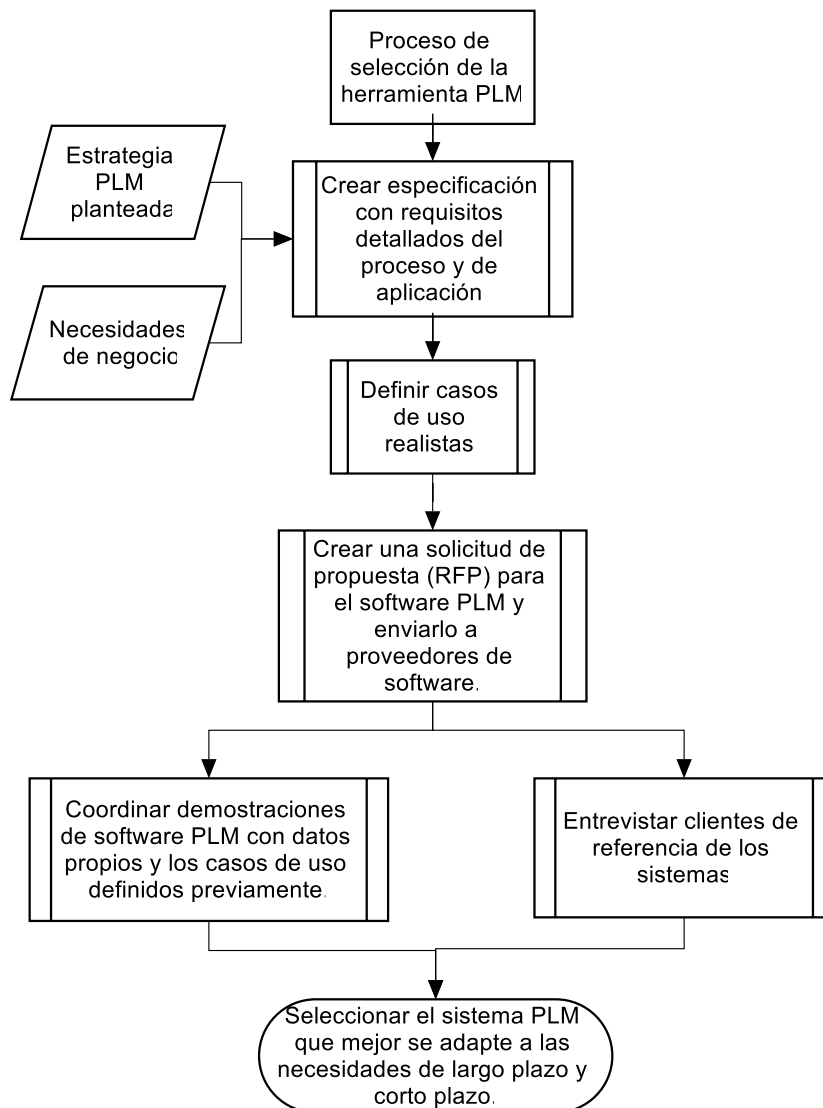 Proceso de
selección de la
herramienta PLM
Estrategia
PLM
planteada
Necesidades
de negocio
Crear especificación
con requisitos
detallados del
proceso y de
aplicación
Definir casos
de uso
realistas
Crear una solicitud de
propuesta (RFP) para
el software PLM y
enviarlo a
proveedores de
software.
Coordinar demostraciones
de software PLM con datos
propios y los casos de uso
definidos previamente.
Entrevistar clientes de
referencia de los
sistemas
Seleccionar el sistema PLM
que mejor se adapte a las
necesidades de largo plazo y
corto plazo.